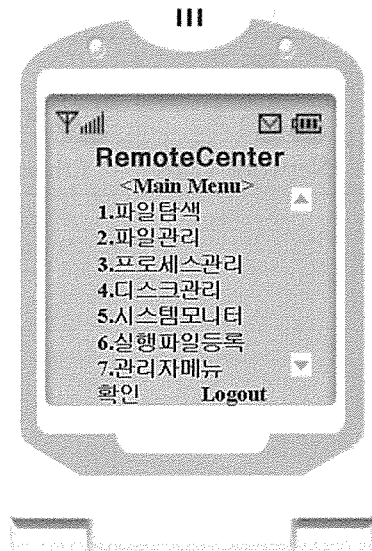 RemoteCenter
<Main Menu>
1.파일탐색
2.파일관리
3.프로세스관리
4.디스크관리
5.시스템모니터
6.실행파일등록
7.관리자메뉴
확인 Logout